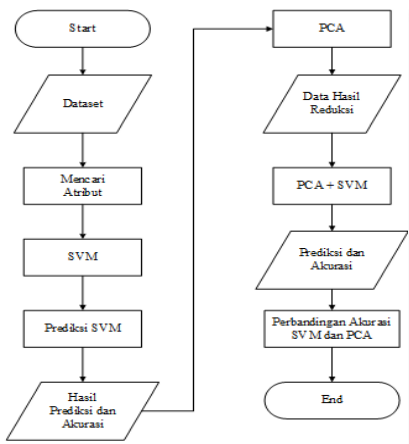 Start
Dataset
Mencari
Atribut
SVM
Prediksi SVM
Hasil
Prediksi dan
Akurasi
PCA
Data Hasil
Reduksi
PCA + SVM
Prediksi dan
Akurasi
Perbandingan Akurasi
SVM dan PCA
End